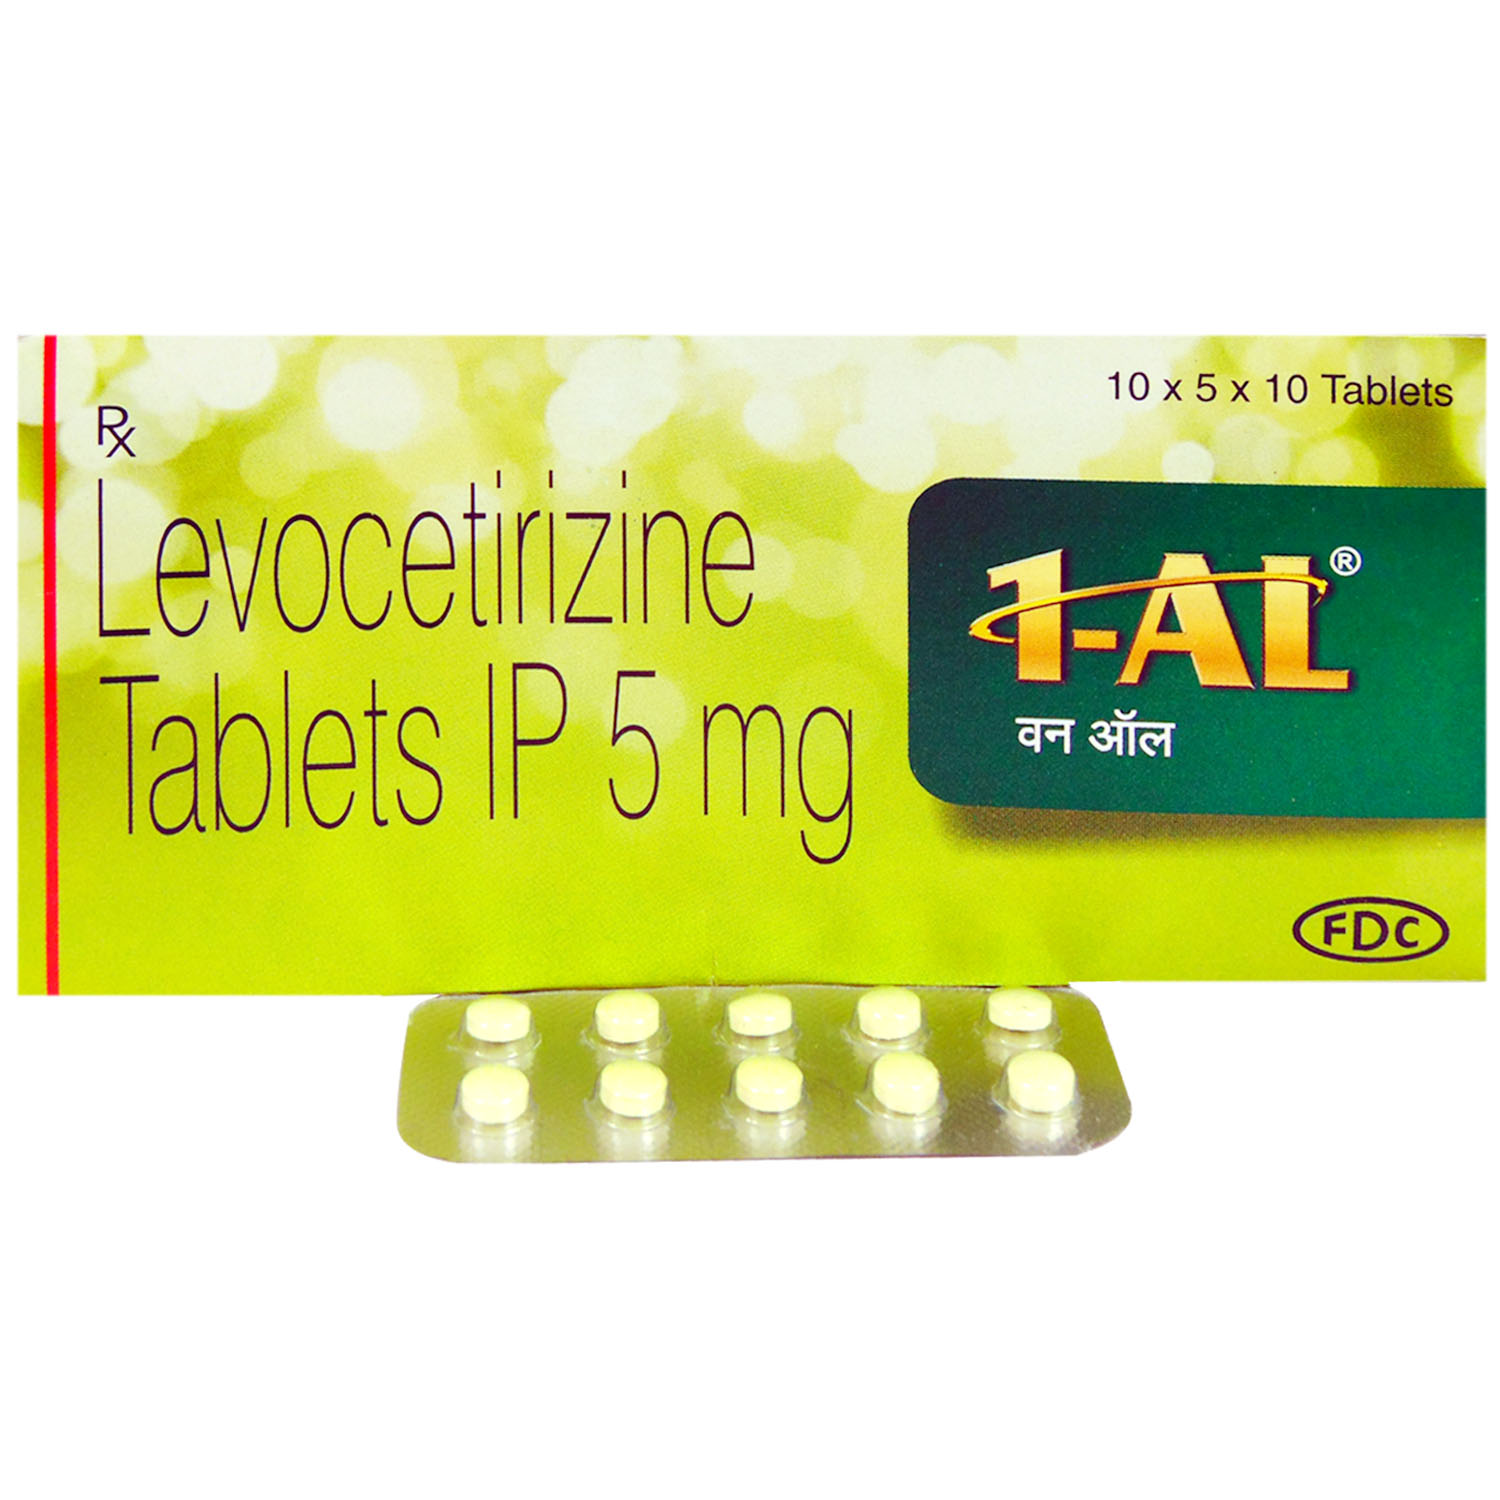 10 x 5 x 10 Tablets
Rx
Levocetirizine
Tablets IP 5 mg
1-AL®
वन ऑल
FDC